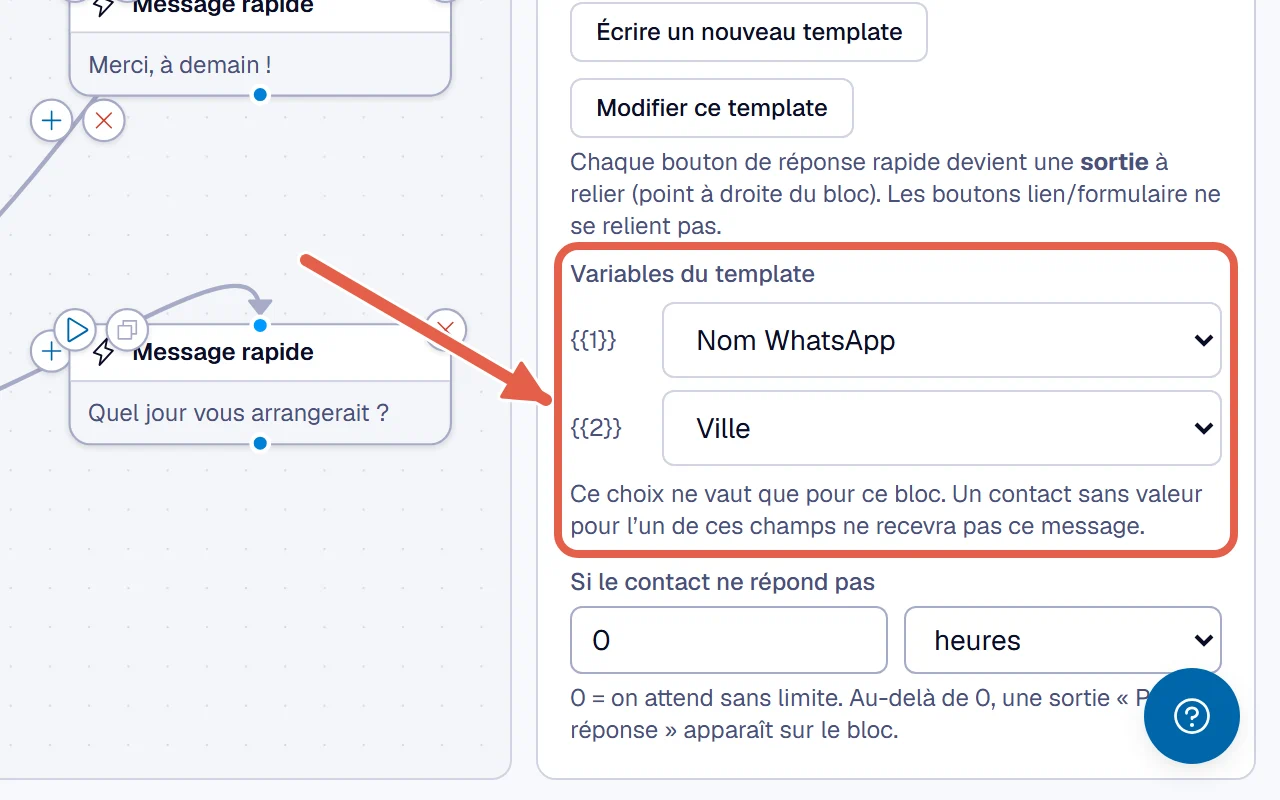 Message rapide
Merci, à demain !
Message rapide
Quel jour vous arrangerait ?
Écrire un nouveau template
Modifier ce template
Chaque bouton de réponse rapide devient une sortie à
relier (point à droite du bloc). Les boutons lien/formulaire ne
se relient pas.
Variables du template
{{1}}
Nom WhatsApp
{{2}}
Ville
Ce choix ne vaut que pour ce bloc. Un contact sans valeur
pour l’un de ces champs ne recevra pas ce message.
Si le contact ne répond pas
0
heures
0 = on attend sans limite. Au-delà de 0, une sortie «
réponse » apparaît sur le bloc.